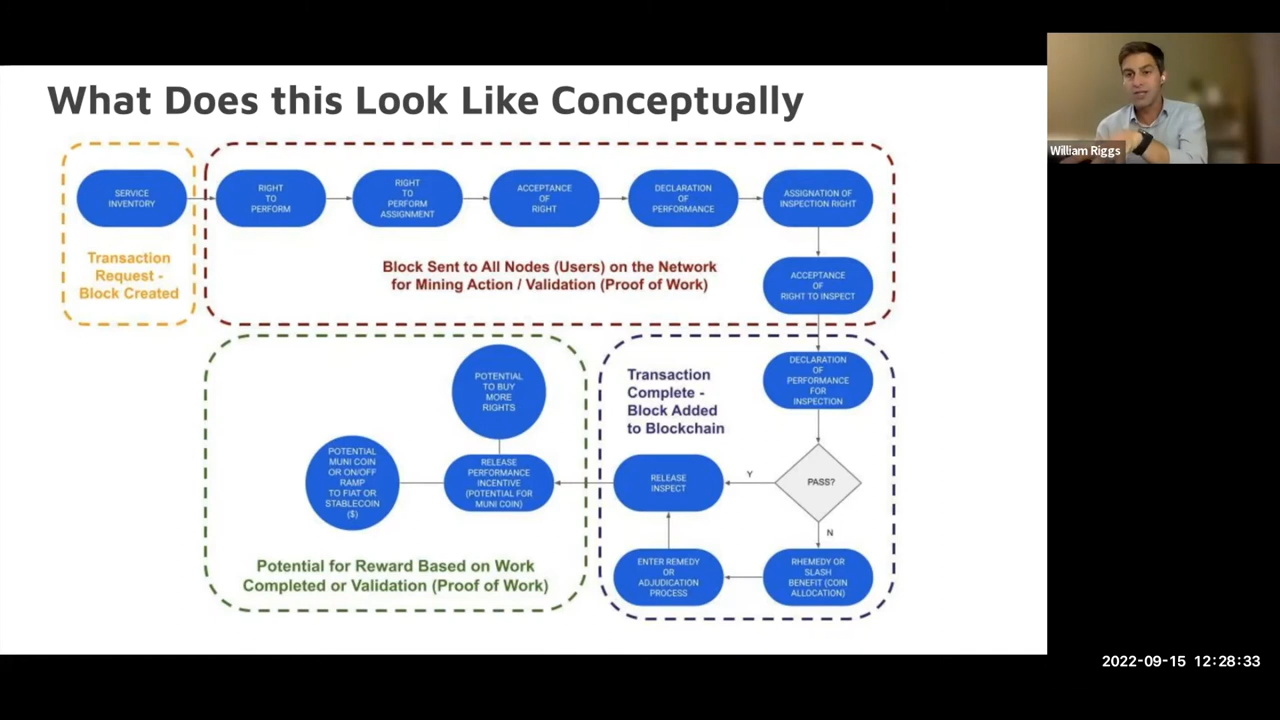 What Does this Look Like Conceptually
William Riggs
SERVICE
INVENTORY
RIGHT
TO
PERFORM
RIGHT
TO
PERFORM
ASSIGNMENT
ACCEPTANCE
OF
RIGHT
DECLARATION
OF
PERFORMANCE
ASSIGNATION OF
INSPECTION RIGHT
Transaction
Request -
Block Created
Block Sent to All Nodes (Users) on the Network
for Mining Action / Validation (Proof of Work)
ACCEPTANCE
OF
RIGHT TO INSPECT
DECLARATION
OF
PERFORMANCE
FOR
INSPECTION
Transaction
Complete -
Block Added
to Blockchain
PASS?
Y
N
RELEASE
INSPECT
RHEMEDY OR
SLASH
BENEFIT (COIN
ALLOCATION)
ENTER REMEDY
OR
ADJUDICATION
PROCESS
POTENTIAL
TO BUY
MORE
RIGHTS
RELEASE
PERFORMANCE
INCENTIVE
(POTENTIAL FOR
MUNI COIN)
POTENTIAL
MUNI COIN
OR ON/OFF
RAMP
TO FIAT OR
STABLECOIN
($)
Potential for Reward Based on Work
Completed or Validation (Proof of Work)
2022-09-15 12:28:33